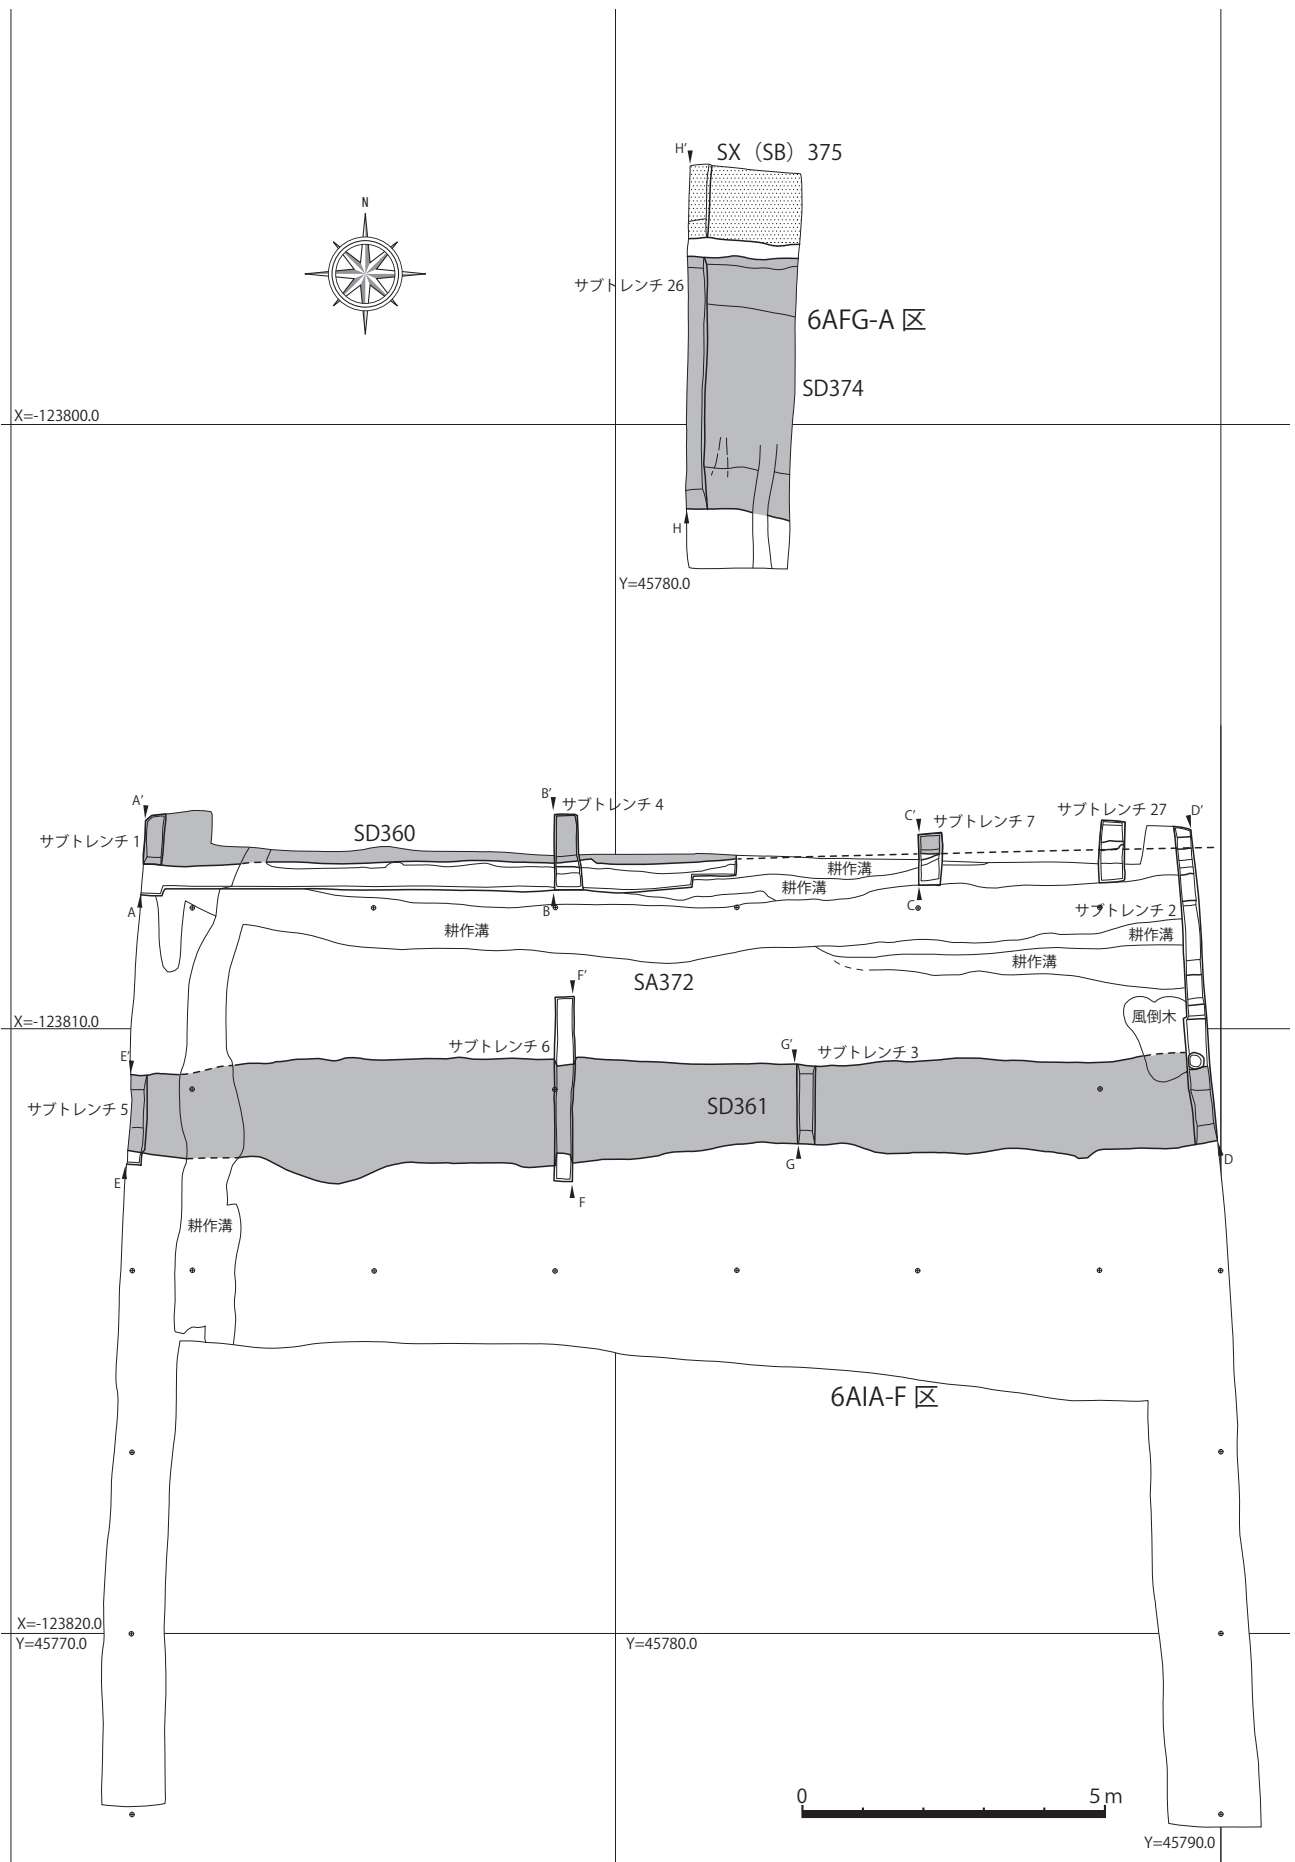 H'
SX（SB）375
N
サブトレンチ 26
6AFG-A 区
SD374
X=-123800.0
H
Y=45780.0
A'
B'
サブトレンチ 4
C'
サブトレンチ 7
サブトレンチ 27
D'
サブトレンチ 1
SD360
耕作溝
耕作溝
A
B
C
サブトレンチ 2
耕作溝
耕作溝
耕作溝
SA372
F'
風倒木
X=-123810.0
E'
サブトレンチ 6
G'
サブトレンチ 3
サブトレンチ 5
SD361
E
G
D
F
耕作溝
6AIA-F 区
X=-123820.0
Y=45770.0
Y=45780.0
0
5 m
Y=45790.0